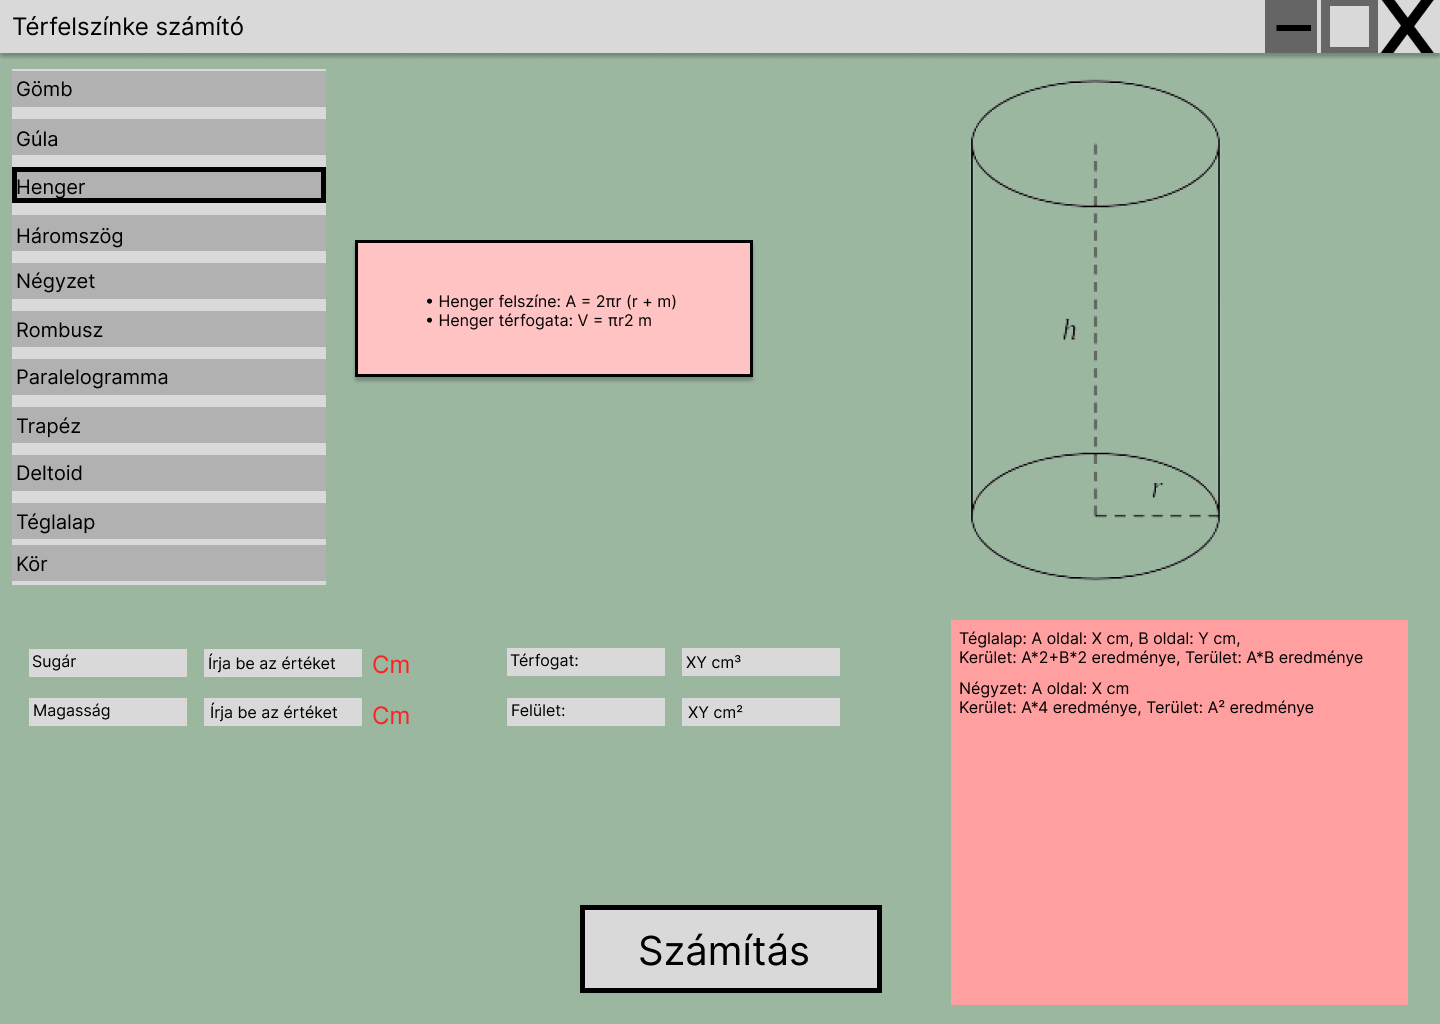 Térfelszínke számító
X
Gömb
Gúla
Henger
Háromszög
Négyzet
Rombusz
Paralelogramma
Trapéz
Deltoid
Téglalap
Kör
• Henger felszíne: A = 2πr (r + m)
• Henger térfogata: V = πr2 m
h
r
Sugár
Írja be az értéket
Cm
Térfogat:
XY cm³
Magasság
Írja be az értéket
Cm
Felület:
XY cm²
Téglalap: A oldal: X cm, B oldal: Y cm,
Kerület: A*2+B*2 eredménye, Terület: A*B eredménye
Négyzet: A oldal: X cm
Kerület: A*4 eredménye, Terület: A² eredménye
Számítás